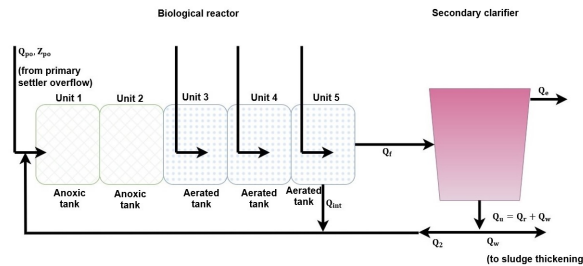 Biological reactor
Secondary clarifier
Qpo, Zpo
(from primary
settler overflow)
Unit 1
Unit 2
Unit 3
Unit 4
Unit 5
Qe
Qf
Anoxic
tank
Anoxic
tank
Aerated
tank
Aerated
tank
Aerated
tank
Qint
Qu = Qr + Qw
Q2
Qw
(to sludge thickening)